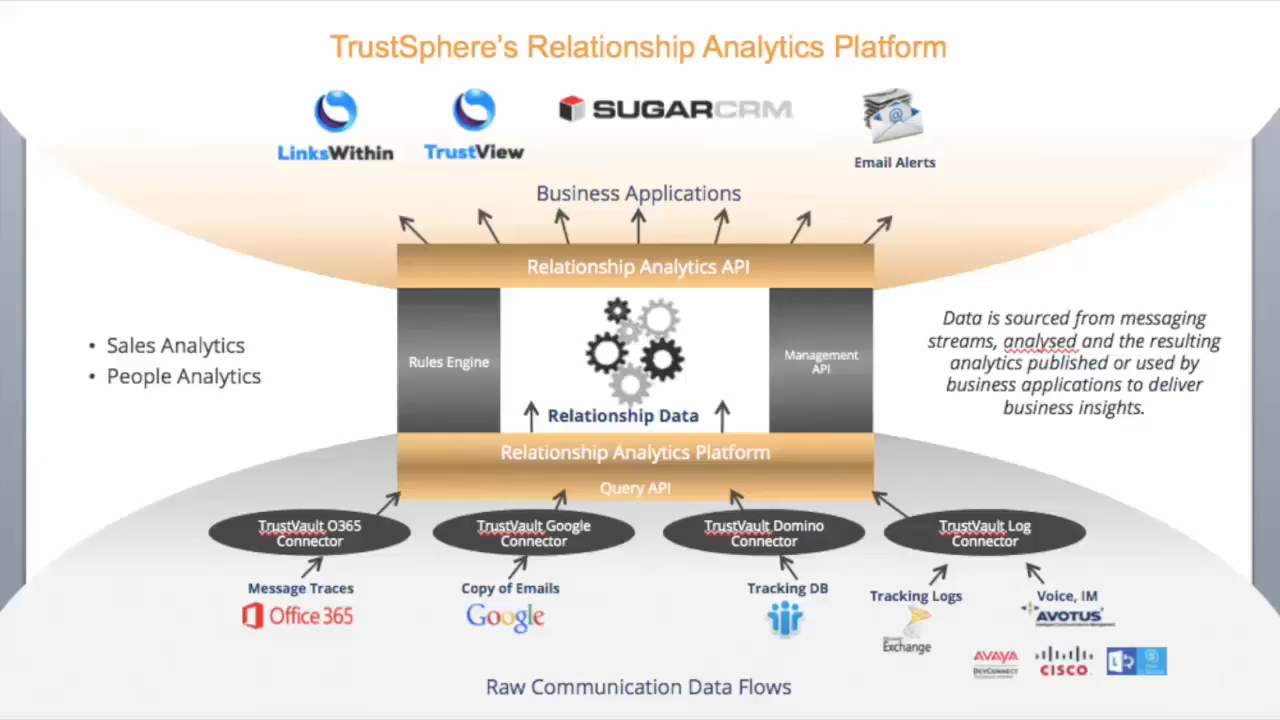 TrustSphere's Relationship Analytics Platform
LinksWithin
TrustView
SUGARCRM
Email Alerts
Business Applications
Relationship Analytics API
Rules Engine
Management
API
Relationship Data
• Sales Analytics
• People Analytics
Data is sourced from messaging
streams, analysed and the resulting
analytics published or used by
business applications to deliver
business insights.
Relationship Analytics Platform
Query API
TrustVault O365
Connector
TrustVault Google
Connector
TrustVault Domino
Connector
TrustVault Log
Connector
Message Traces
Office 365
Copy of Emails
Google
Tracking DB
Tracking Logs
Exchange
Voice, IM
AVOTUS
AVAYA
DEVCONNECT
CISCO
Raw Communication Data Flows